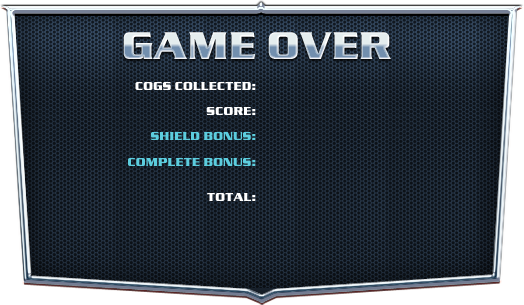 GAME OVER
COGS COLLECTED:
SCORE:
SHIELD BONUS:
COMPLETE BONUS:
TOTAL: